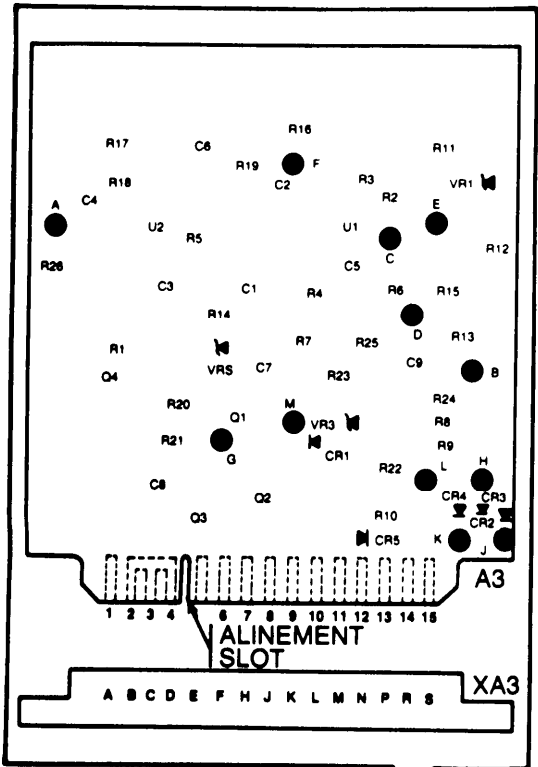 R16
R17 C6 R11
R19 F
R18 C2 R3 VR1
A C4 R2 E
U2 R5 U1 C R12
R26 C5
C3 C1 R4 R6 R15
R14 D
R1 R7 R25 R13
VRS C7 C9 B
Q4 R23
R20 M R24
Q1 VR3 R8
R21 G CR1 R9
R22 L H
C8 Q2 CR4 CR3
Q3 R10 CR2
CR5 K J
A3
1 2 3 4 6 7 8 9 10 11 12 13 14 15
ALINEMENT
SLOT
XA3
A B C D E F H J K L M N P R S